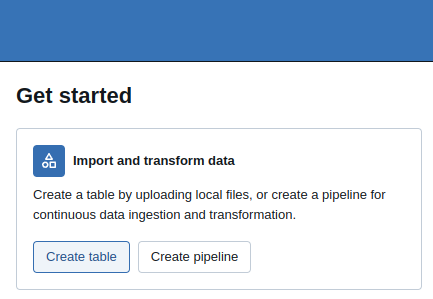 Get started
Import and transform data
Create a table by uploading local files, or create a pipeline for
continuous data ingestion and transformation.
Create table
Create pipeline